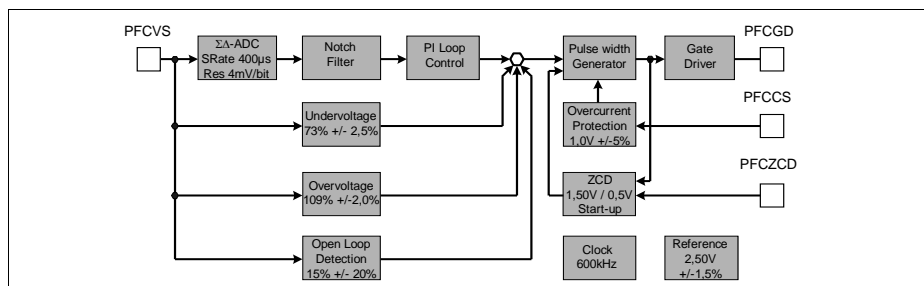 PFCVS
ΣΔ-ADC
SRate 400µs
Res 4mV/bit
Notch
Filter
PI Loop
Control
Pulse width
Generator
Gate
Driver
PFCGD
Undervoltage
73% +/- 2,5%
Overcurrent
Protection
1,0V +/-5%
PFCCS
Overvoltage
109% +/-2,0%
ZCD
1,50V / 0,5V
Start-up
PFCZCD
Open Loop
Detection
15% +/- 20%
Clock
600kHz
Reference
2,50V
+/-1,5%